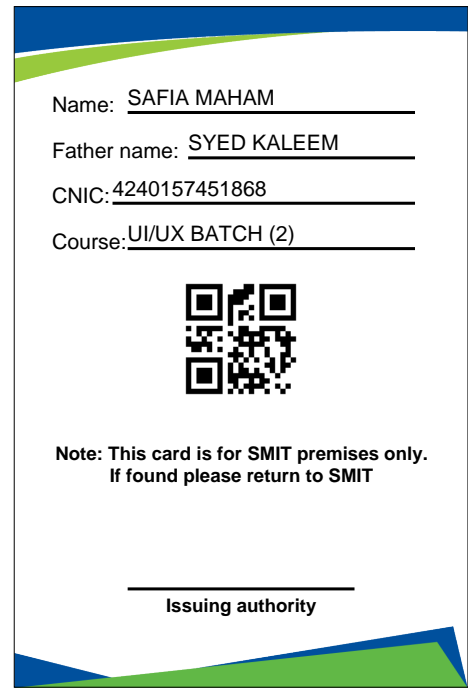 Name: SAFIA MAHAM
Father name: SYED KALEEM
CNIC: 4240157451868
Course: UI/UX BATCH (2)
Note: This card is for SMIT premises only.
If found please return to SMIT
Issuing authority